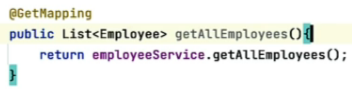 @GetMapping
public List<Employee> getAllEmployees(){
    return employeeService.getAllEmployees();
}